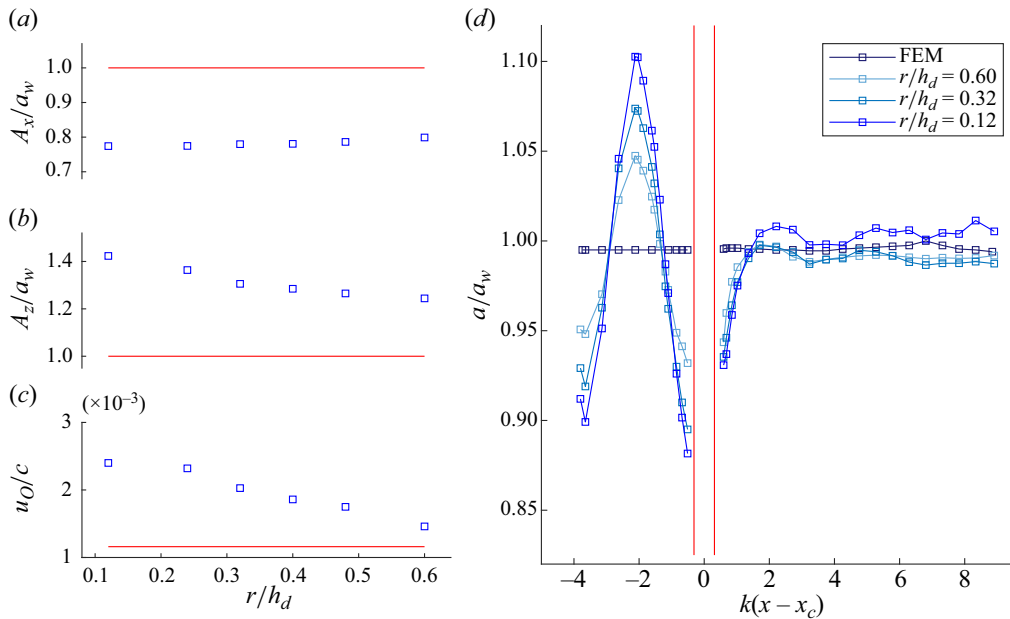 (a)
1.0
0.9
0.8
0.7
A_x/a_w
(b)
1.4
1.2
1.0
A_z/a_w
(c)
(×10⁻³)
3
2
1
u_O/c
0.1 0.2 0.3 0.4 0.5 0.6
r/h_d
(d)
1.10
1.05
1.00
0.95
0.90
0.85
a/a_w
FEM
r/h_d = 0.60
r/h_d = 0.32
r/h_d = 0.12
−4 −2 0 2 4 6 8
k(x − x_c)